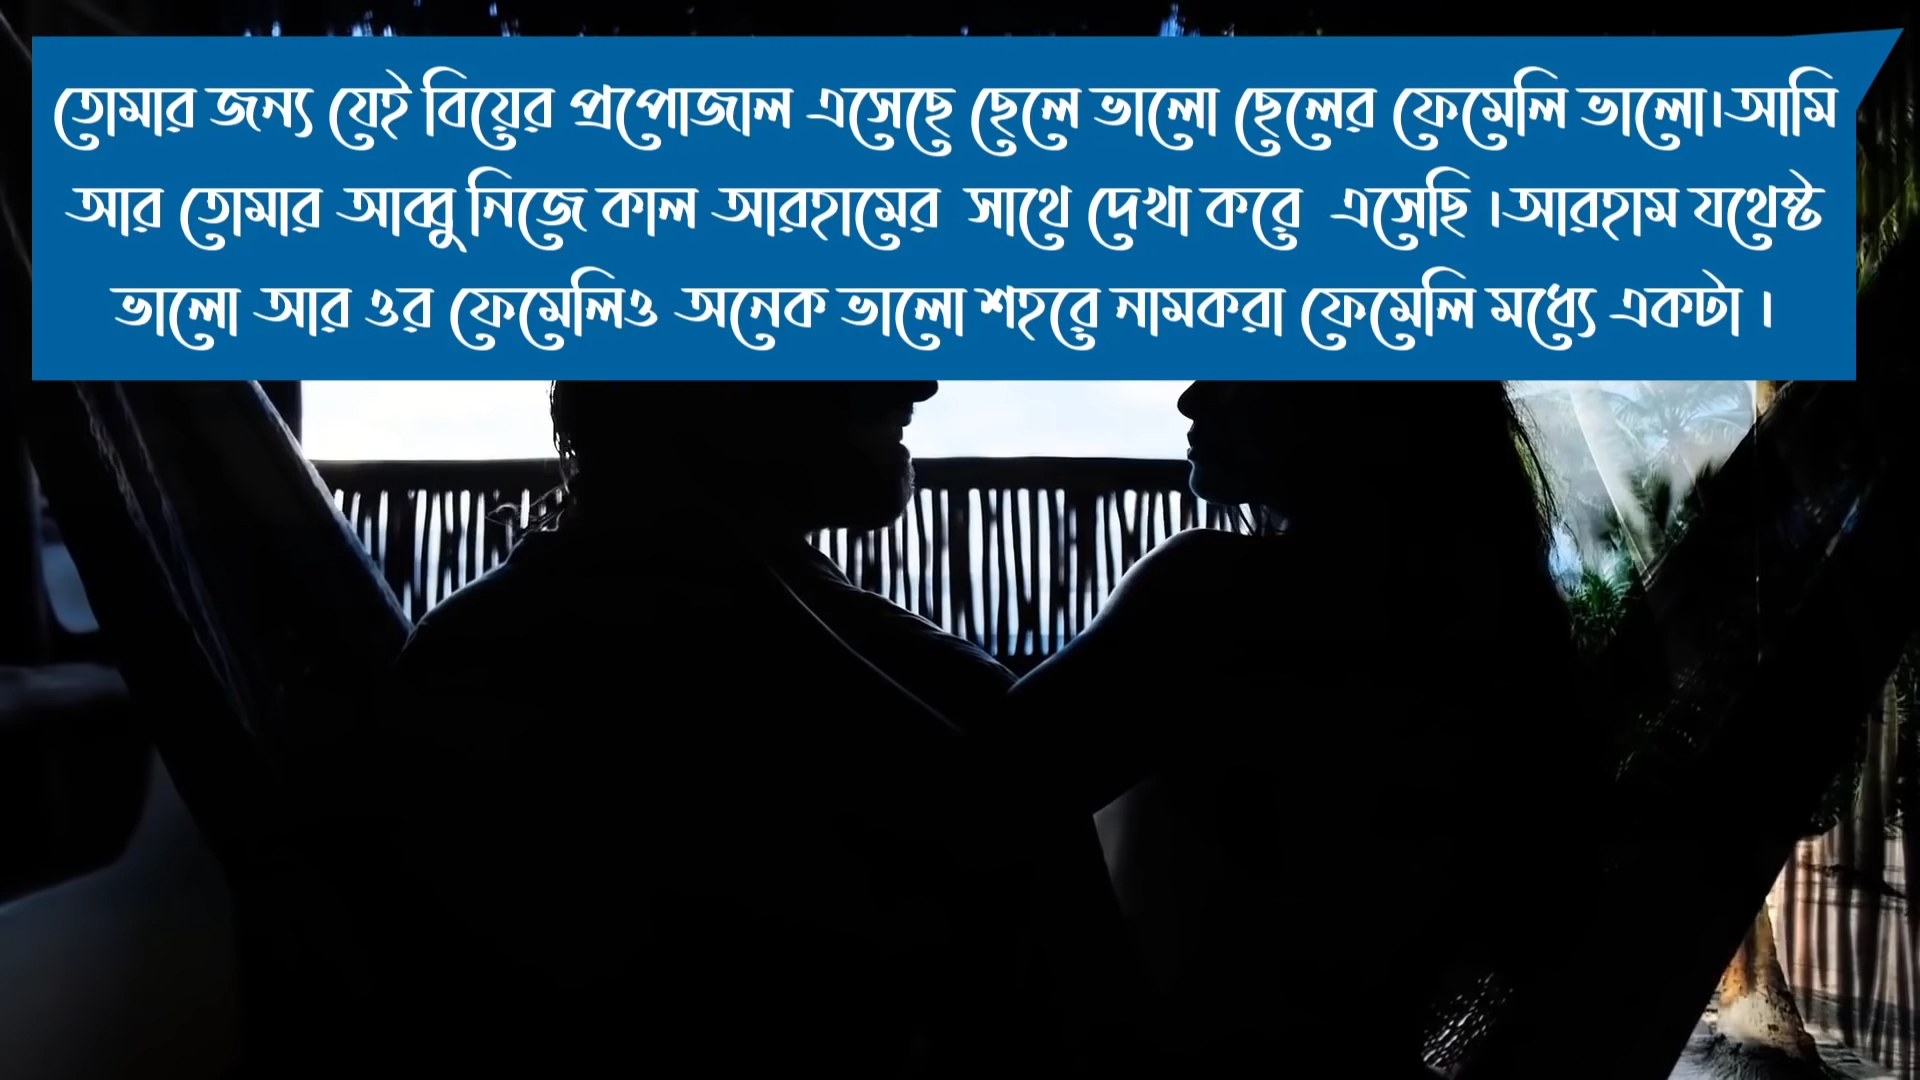 তোমার জন্য যেই বিয়ের প্রপোজাল এসেছে ছেলে ভালো ছেলের ফেমেলি ভালো।আমি
আর তোমার আব্বু নিজে কাল আরহামের সাথে দেখা করে এসেছি ।আরহাম যথেষ্ট
ভালো আর ওর ফেমেলিও অনেক ভালো শহরে নামকরা ফেমেলি মধ্যে একটা ।